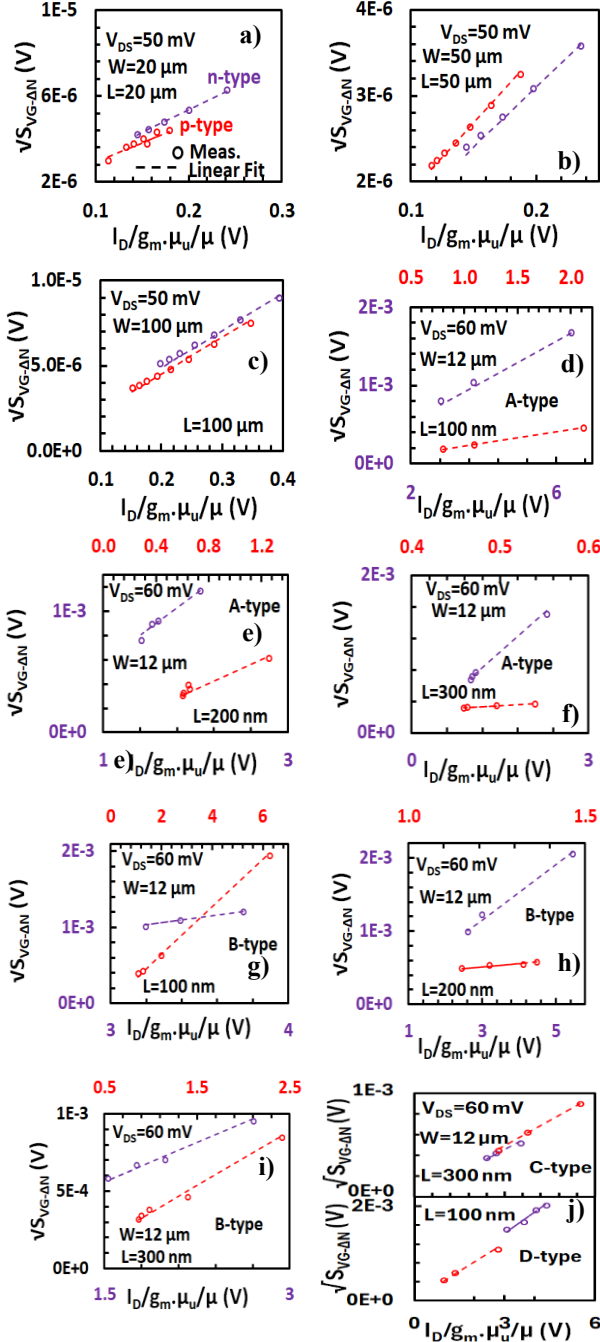 1E-5
6E-6
2E-6
√S_VG-ΔN (V)
V_DS=50 mV
W=20 µm
L=20 µm
a)
n-type
p-type
Meas.
Linear Fit
0.1 0.2 0.3
I_D/g_m.µ_u/µ (V)
4E-6
3E-6
2E-6
√S_VG-ΔN (V)
V_DS=50 mV
W=50 µm
L=50 µm
b)
0.1 0.2
I_D/g_m.µ_u/µ (V)
1.0E-5
5.0E-6
0.0E+0
√S_VG-ΔN (V)
V_DS=50 mV
W=100 µm
c)
L=100 µm
0.1 0.2 0.3 0.4
I_D/g_m.µ_u/µ (V)
0.5 1.0 1.5 2.0
2E-3
1E-3
0E+0
√S_VG-ΔN (V)
V_DS=60 mV
W=12 µm
d)
A-type
L=100 nm
2 6
I_D/g_m.µ_u/µ (V)
0.0 0.4 0.8 1.2
1E-3
0E+0
√S_VG-ΔN (V)
V_DS=60 mV
A-type
e)
W=12 µm
L=200 nm
1 3
e) I_D/g_m.µ_u/µ (V)
0.4 0.5 0.6
2E-3
1E-3
0E+0
√S_VG-ΔN (V)
V_DS=60 mV
W=12 µm
A-type
L=300 nm
f)
0 3
I_D/g_m.µ_u/µ (V)
0 2 4 6
2E-3
1E-3
0E+0
√S_VG-ΔN (V)
V_DS=60 mV
W=12 µm
B-type
g)
L=100 nm
3 4
I_D/g_m.µ_u/µ (V)
1.0 1.5
2E-3
1E-3
0E+0
√S_VG-ΔN (V)
V_DS=60 mV
W=12 µm
B-type
h)
L=200 nm
1 3 5
I_D/g_m.µ_u/µ (V)
0.5 1.4 2.4
1E-3
5E-4
0E+0
√S_VG-ΔN (V)
V_DS=60 mV
i)
W=12 µm
B-type
L=300 nm
1.5 3
I_D/g_m.µ_u/µ (V)
1E-3
0E+0
√S_VG-ΔN (V)
V_DS=60 mV
W=12 µm
C-type
L=300 nm
2E-3
0E+0
√S_VG-ΔN (V)
L=100 nm
j)
D-type
0 3 6
I_D/g_m.µ_u/µ (V)